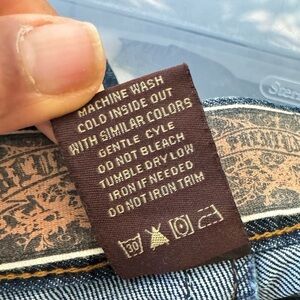 MACHINE WASH
COLD INSIDE OUT
WITH SIMILAR COLORS
GENTLE CYLE
DO NOT BLEACH
TUMBLE DRY LOW
IRON IF NEEDED
DO NOT IRON TRIM
30